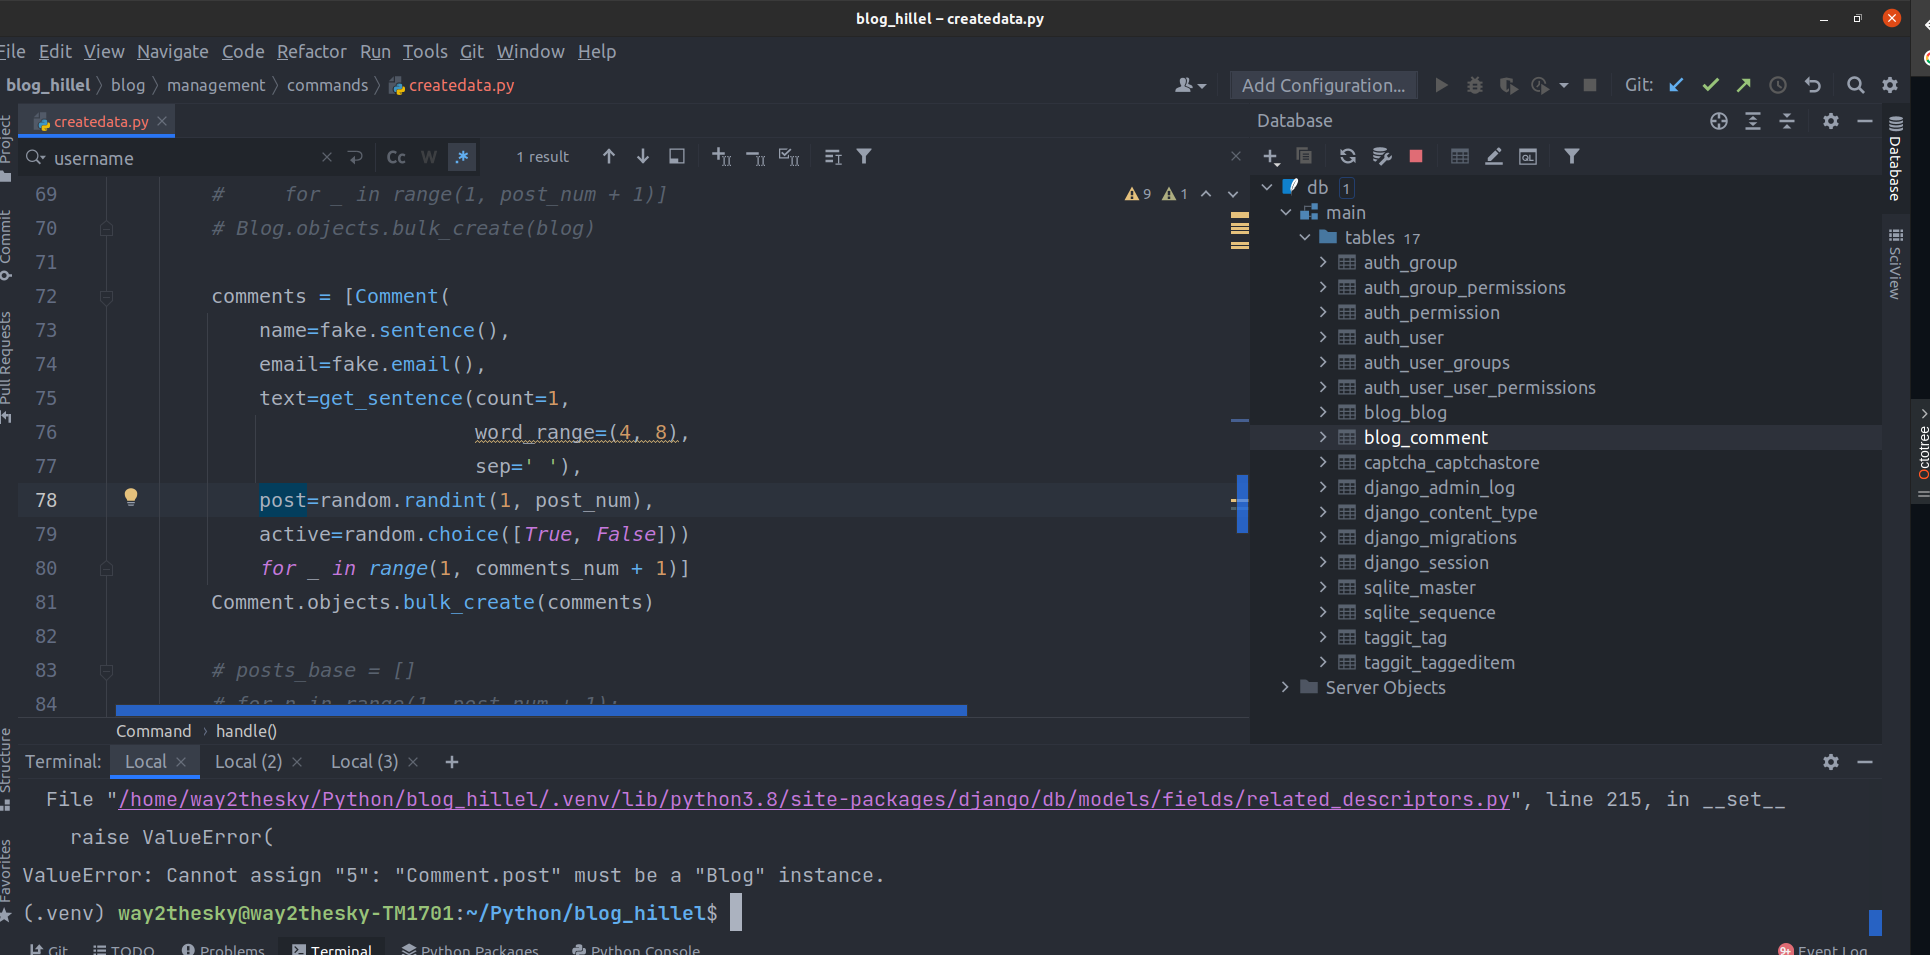 blog_hillel – createdata.py
File Edit View Navigate Code Refactor Run Tools Git Window Help
blog_hillel 〉 blog 〉 management 〉 commands 〉 createdata.py
Add Configuration...
Git:
createdata.py
username
Cc W .*
1 result
9 1
69 # for _ in range(1, post_num + 1)]
70 # Blog.objects.bulk_create(blog)
71
72 comments = [Comment(
73 name=fake.sentence(),
74 email=fake.email(),
75 text=get_sentence(count=1,
76 word_range=(4, 8),
77 sep=' '),
78 post=random.randint(1, post_num),
79 active=random.choice([True, False]))
80 for _ in range(1, comments_num + 1)]
81 Comment.objects.bulk_create(comments)
82
83 # posts_base = []
84 # for n in range(1, post_num + 1):
Command › handle()
Database
QL
db 1
main
tables 17
auth_group
auth_group_permissions
auth_permission
auth_user
auth_user_groups
auth_user_user_permissions
blog_blog
blog_comment
captcha_captchastore
django_admin_log
django_content_type
django_migrations
django_session
sqlite_master
sqlite_sequence
taggit_tag
taggit_taggeditem
Server Objects
Project
Commit
Pull Requests
Structure
Favorites
Database
SciView
Octotree
Terminal: Local Local (2) Local (3) +
File "/home/way2thesky/Python/blog_hillel/.venv/lib/python3.8/site-packages/django/db/models/fields/related_descriptors.py", line 215, in __set__
raise ValueError(
ValueError: Cannot assign "5": "Comment.post" must be a "Blog" instance.
(.venv) way2thesky@way2thesky-TM1701:~/Python/blog_hillel$
Git TODO Problems Terminal Python Packages Python Console
9+ Event Log